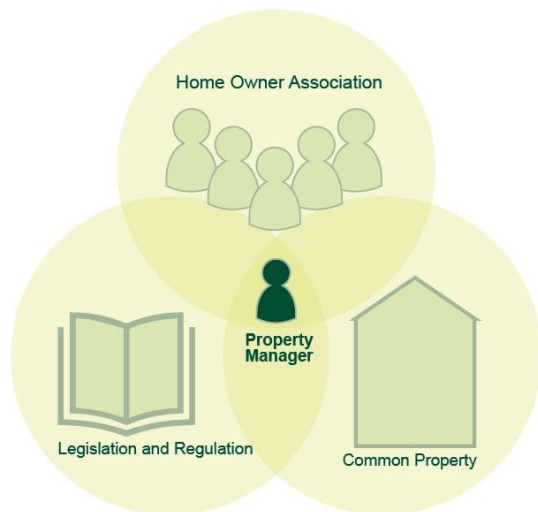 Home Owner Association
Property
Manager
Legislation and Regulation
Common Property